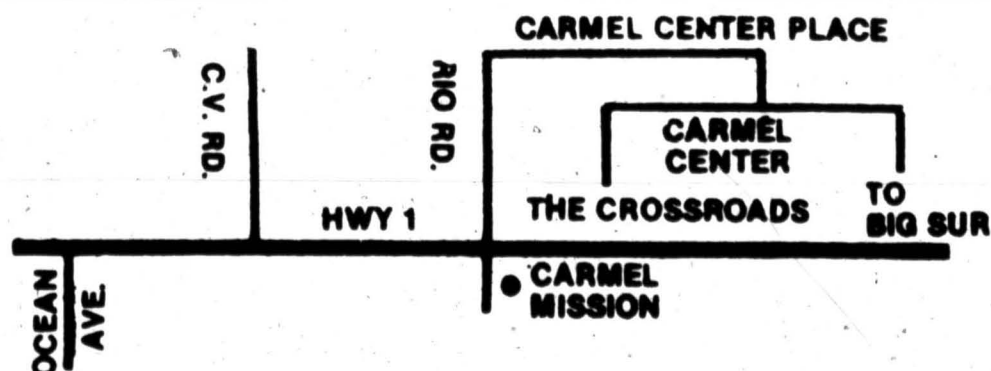 CARMEL CENTER PLACE
C.V. RD.
RIO RD.
CARMEL
CENTER
HWY 1
THE CROSSROADS
TO
BIG SUR
CARMEL
MISSION
OCEAN
AVE.